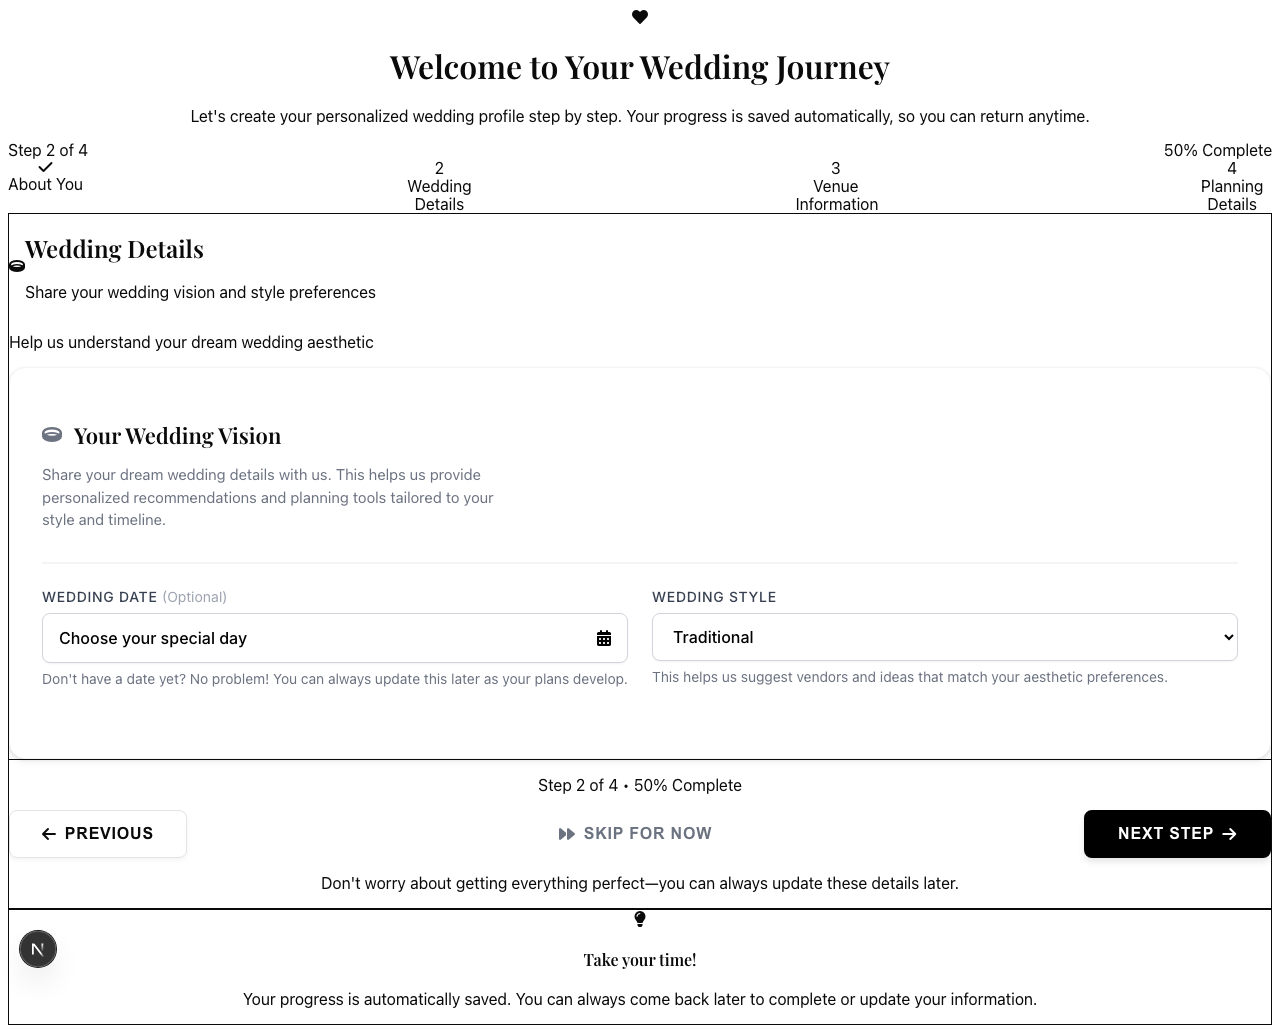 Welcome to Your Wedding Journey
Let's create your personalized wedding profile step by step. Your progress is saved automatically, so you can return anytime.
Step 2 of 4
50% Complete
About You
2
Wedding
Details
3
Venue
Information
4
Planning
Details
Wedding Details
Share your wedding vision and style preferences
Help us understand your dream wedding aesthetic
Your Wedding Vision
Share your dream wedding details with us. This helps us provide
personalized recommendations and planning tools tailored to your
style and timeline.
WEDDING DATE (Optional)
Choose your special day
Don't have a date yet? No problem! You can always update this later as your plans develop.
WEDDING STYLE
Traditional
This helps us suggest vendors and ideas that match your aesthetic preferences.
Step 2 of 4 • 50% Complete
PREVIOUS
SKIP FOR NOW
NEXT STEP
Don't worry about getting everything perfect—you can always update these details later.
N
Take your time!
Your progress is automatically saved. You can always come back later to complete or update your information.